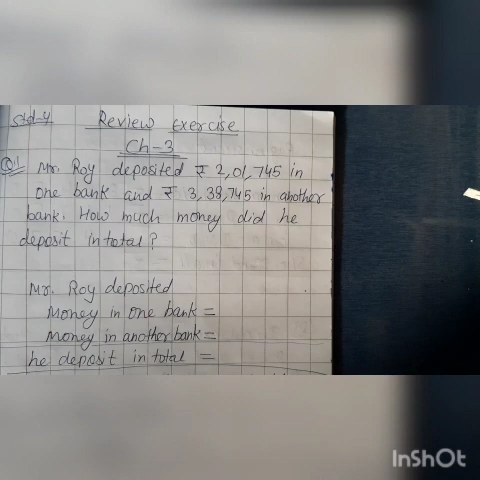 Std-4
Review Exercise
Ch-3
Q.1 Mr. Roy deposited ₹ 2,01,745 in
one bank and ₹ 3,38,745 in another
bank. How much money did he
deposit in total?
Mr. Roy deposited
Money in one bank =
Money in another bank =
he deposit in total =
InShOt